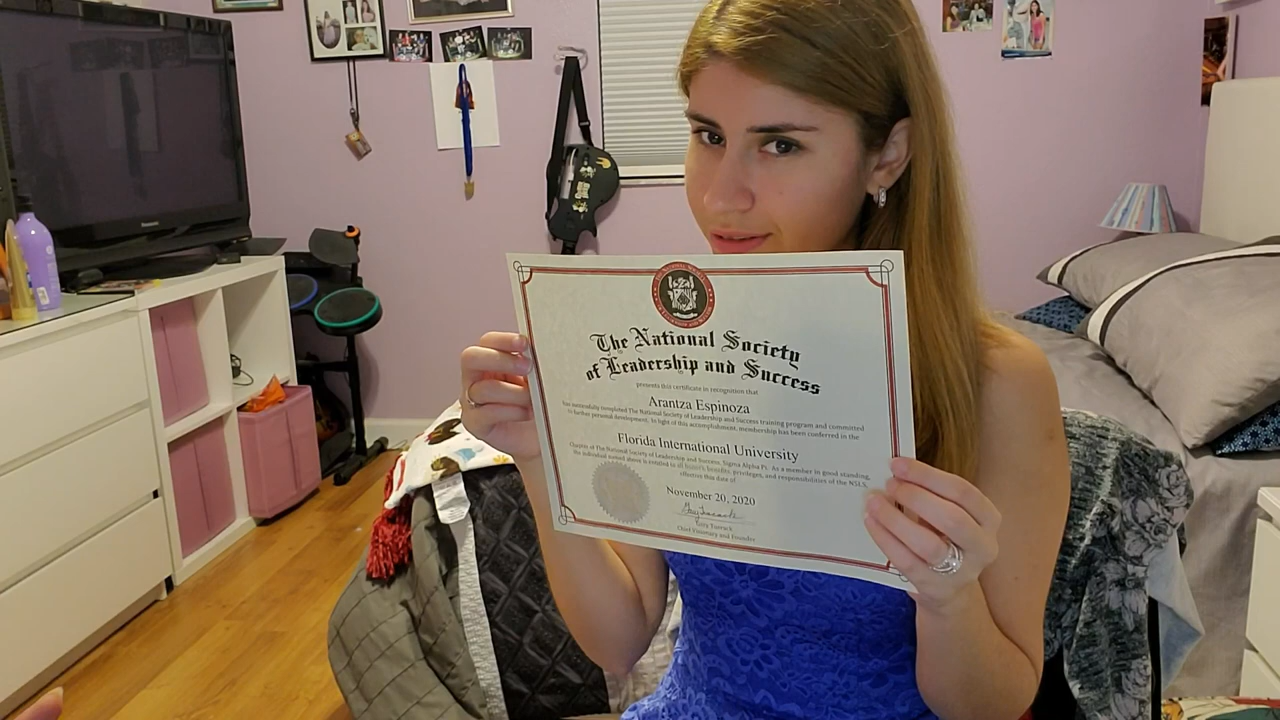 The National Society
of Leadership and Success
presents this certificate in recognition that
Arantza Espinoza
has successfully completed The National Society of Leadership and Success training program and committed
to further personal development. In light of this accomplishment, membership has been conferred in the
Florida International University
Chapter of The National Society of Leadership and Success, Sigma Alpha Pi. As a member in good standing,
the individual named above is entitled to all honors, benefits, privileges, and responsibilities of the NSLS,
effective this date of
November 20, 2020
Gary Tuerack
Chief Visionary and Founder
Panasonic